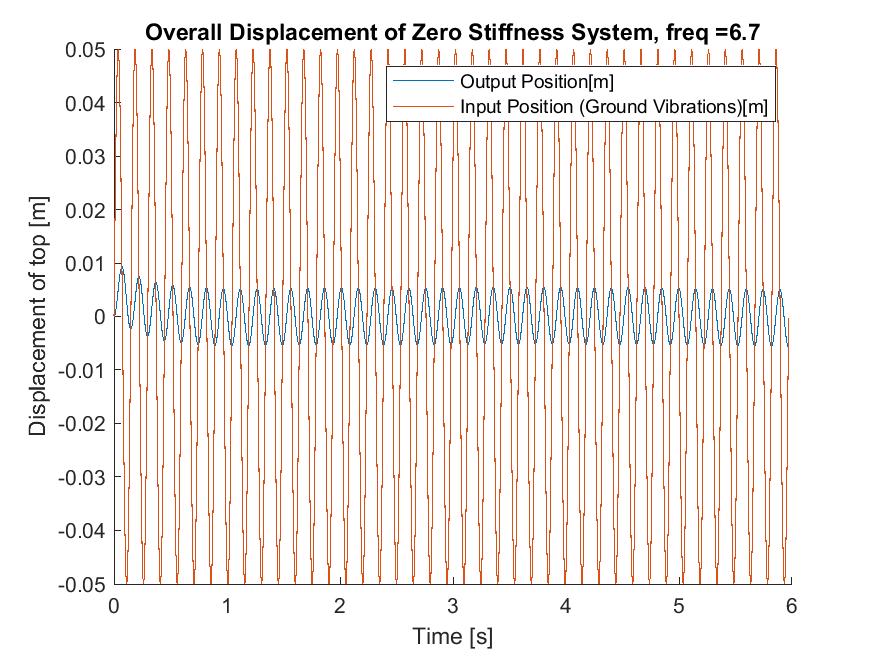 Overall Displacement of Zero Stiffness System, freq =6.7
0.05
0.04
0.03
0.02
0.01
0
-0.01
-0.02
-0.03
-0.04
-0.05
Displacement of top [m]
Output Position[m]
Input Position (Ground Vibrations)[m]
0 1 2 3 4 5 6
Time [s]